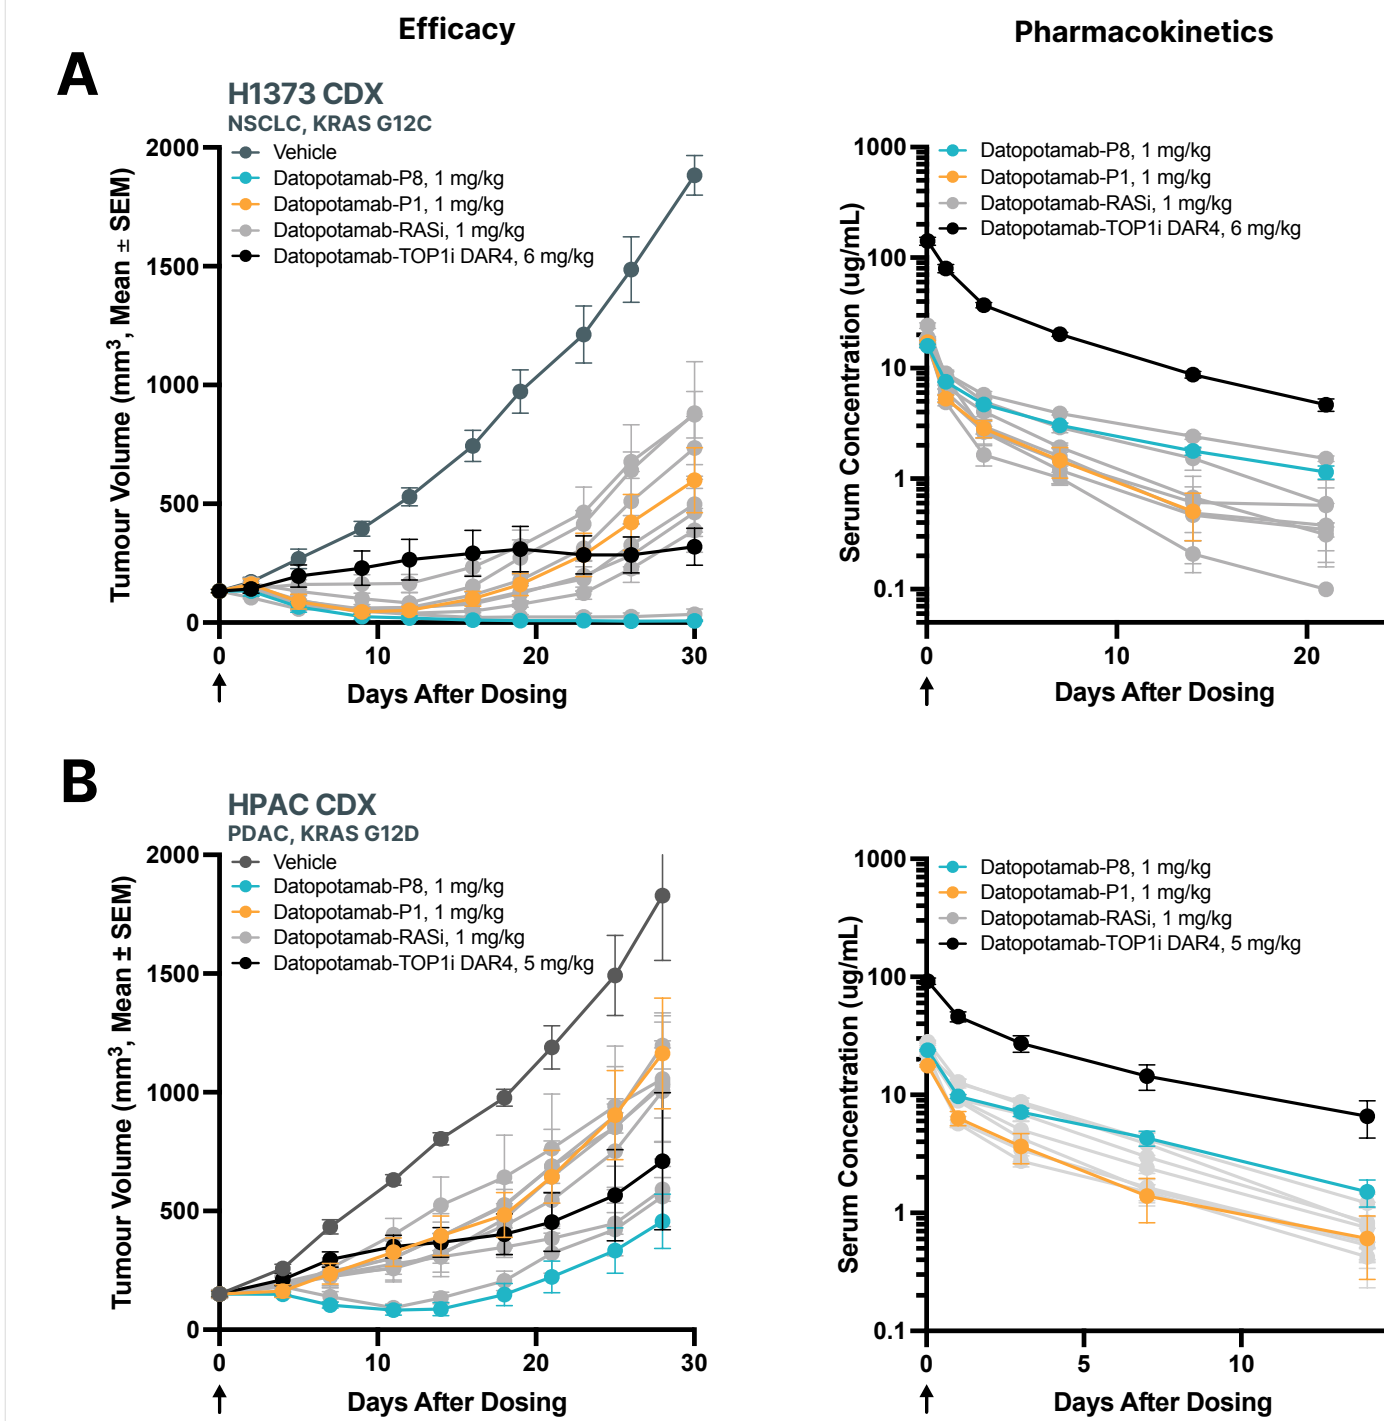 Efficacy
Pharmacokinetics
A
H1373 CDX
NSCLC, KRAS G12C
Tumour Volume (mm³, Mean ± SEM)
2000
1500
1000
500
0
Vehicle
Datopotamab-P8, 1 mg/kg
Datopotamab-P1, 1 mg/kg
Datopotamab-RASi, 1 mg/kg
Datopotamab-TOP1i DAR4, 6 mg/kg
0 10 20 30
Days After Dosing
Serum Concentration (ug/mL)
1000
100
10
1
0.1
Datopotamab-P8, 1 mg/kg
Datopotamab-P1, 1 mg/kg
Datopotamab-RASi, 1 mg/kg
Datopotamab-TOP1i DAR4, 6 mg/kg
0 10 20
Days After Dosing
B
HPAC CDX
PDAC, KRAS G12D
Tumour Volume (mm³, Mean ± SEM)
2000
1500
1000
500
0
Vehicle
Datopotamab-P8, 1 mg/kg
Datopotamab-P1, 1 mg/kg
Datopotamab-RASi, 1 mg/kg
Datopotamab-TOP1i DAR4, 5 mg/kg
0 10 20 30
Days After Dosing
Serum Concentration (ug/mL)
1000
100
10
1
0.1
Datopotamab-P8, 1 mg/kg
Datopotamab-P1, 1 mg/kg
Datopotamab-RASi, 1 mg/kg
Datopotamab-TOP1i DAR4, 5 mg/kg
0 5 10
Days After Dosing